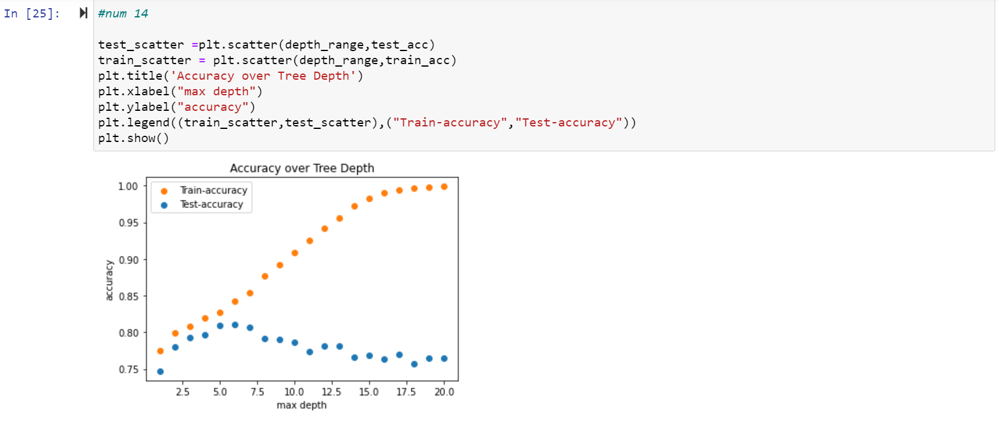 In [25]:
#num 14
test_scatter =plt.scatter(depth_range,test_acc)
train_scatter = plt.scatter(depth_range,train_acc)
plt.title('Accuracy over Tree Depth')
plt.xlabel("max depth")
plt.ylabel("accuracy")
plt.legend((train_scatter,test_scatter),("Train-accuracy","Test-accuracy"))
plt.show()
Accuracy over Tree Depth
Train-accuracy
Test-accuracy
1.00
0.95
0.90
0.85
0.80
0.75
accuracy
2.5 5.0 7.5 10.0 12.5 15.0 17.5 20.0
max depth